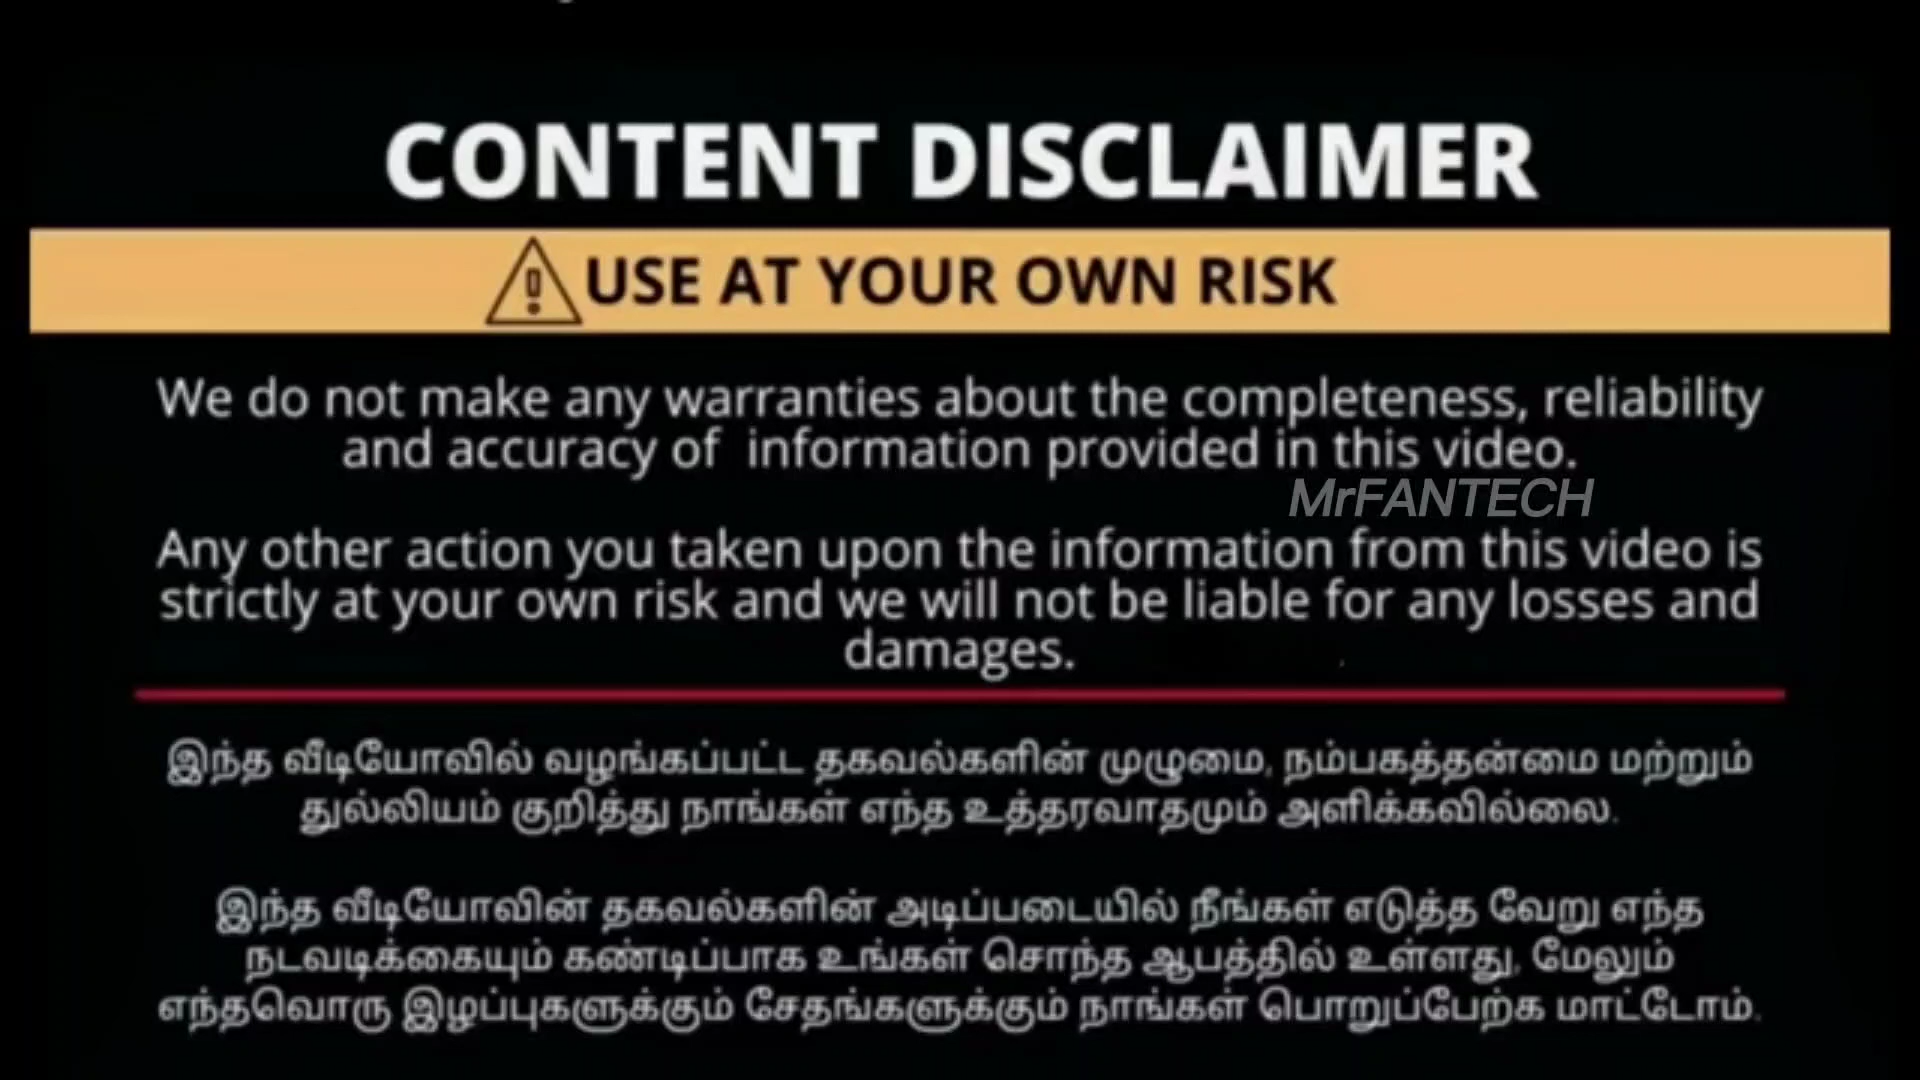 CONTENT DISCLAIMER
USE AT YOUR OWN RISK
We do not make any warranties about the completeness, reliability
and accuracy of information provided in this video.
MrFANTECH
Any other action you taken upon the information from this video is
strictly at your own risk and we will not be liable for any losses and
damages.
இந்த வீடியோவில் வழங்கப்பட்ட தகவல்களின் முழுமை, நம்பகத்தன்மை மற்றும்
துல்லியம் குறித்து நாங்கள் எந்த உத்தரவாதமும் அளிக்கவில்லை.
இந்த வீடியோவின் தகவல்களின் அடிப்படையில் நீங்கள் எடுத்த வேறு எந்த
நடவடிக்கையும் கண்டிப்பாக உங்கள் சொந்த ஆபத்தில் உள்ளது, மேலும்
எந்தவொரு இழப்புகளுக்கும் சேதங்களுக்கும் நாங்கள் பொறுப்பேற்க மாட்டோம்.